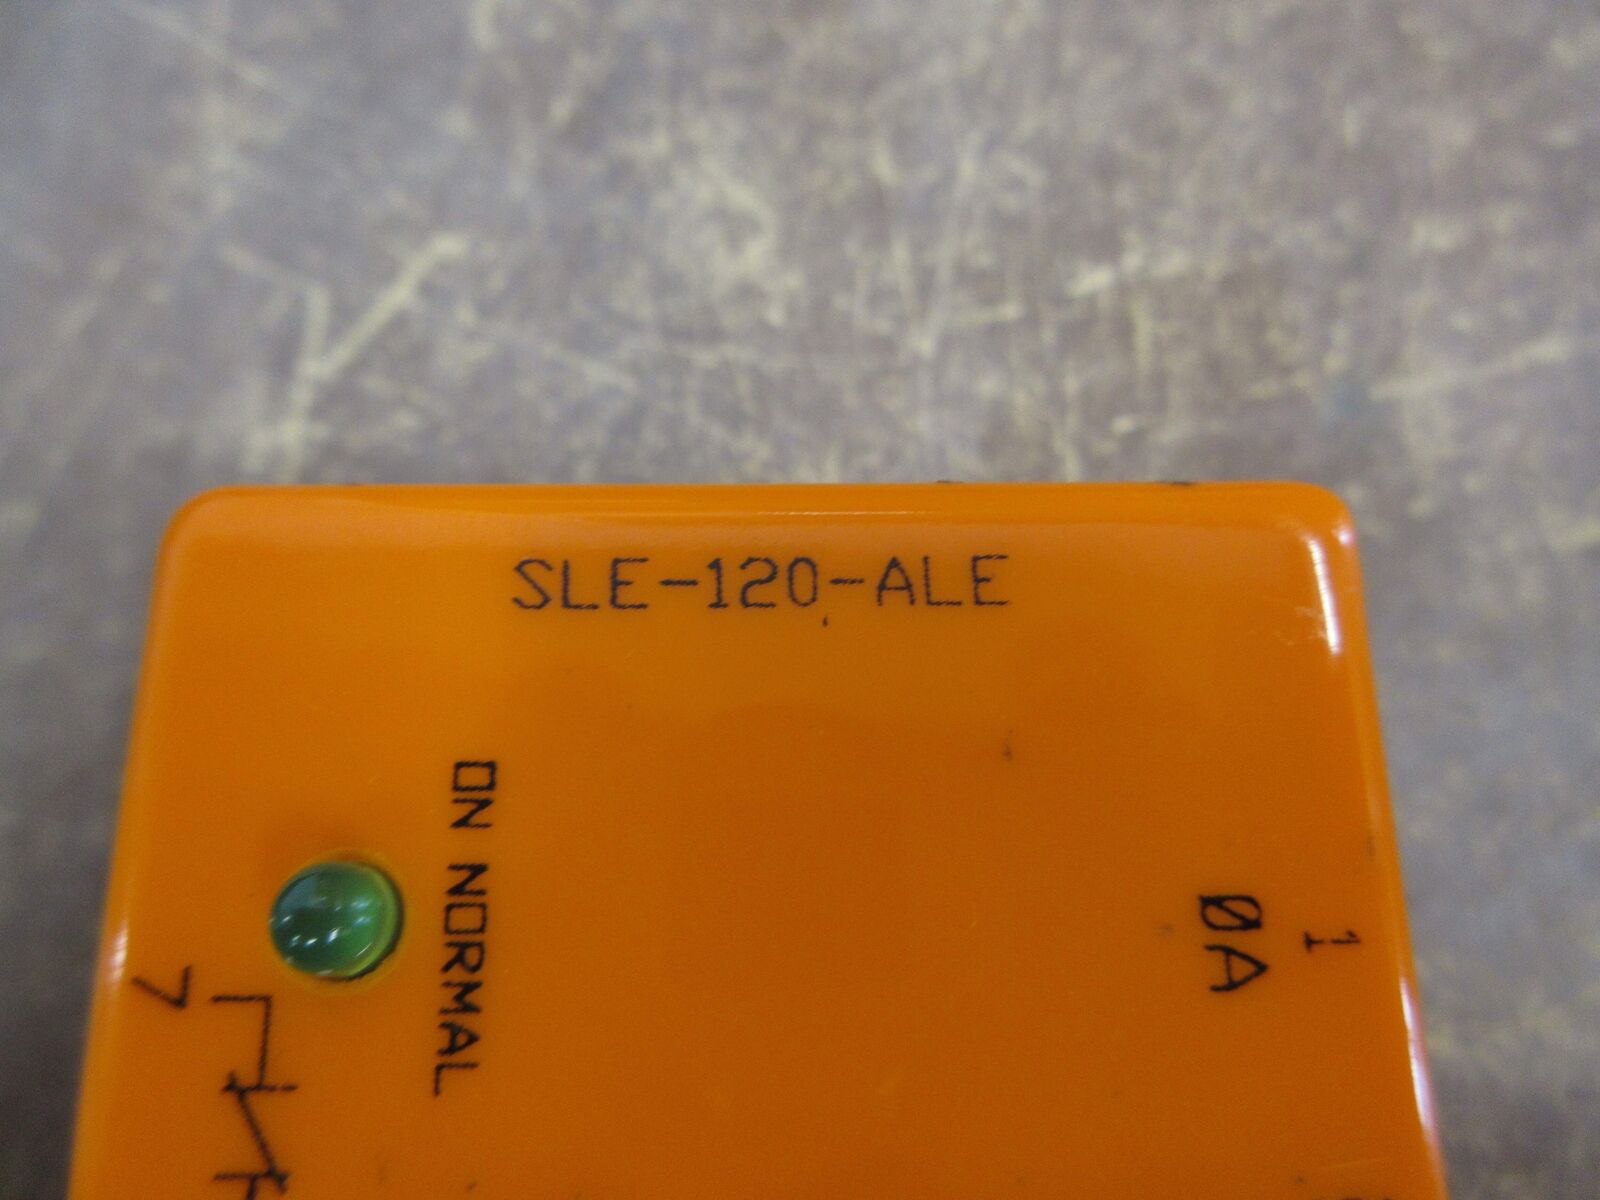 SLE-120-ALE
ON NORMAL
7
1
ØA